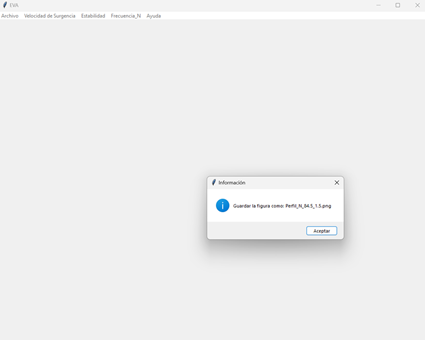 EVA
Archivo Velocidad de Surgencia Estabilidad Frecuencia_N Ayuda
Información
Guardar la figura como: Perfil_N_84.5_1.5.png
Aceptar